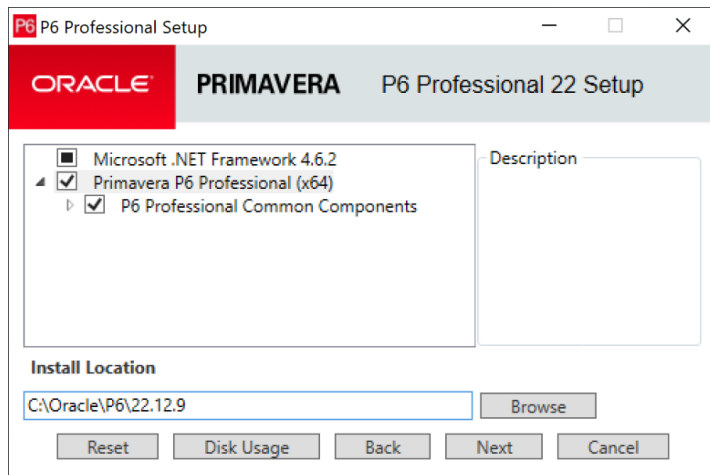 P6 P6 Professional Setup
ORACLE PRIMAVERA P6 Professional 22 Setup
Microsoft .NET Framework 4.6.2
Description
Primavera P6 Professional (x64)
P6 Professional Common Components
Install Location
C:\Oracle\P6\22.12.9
Browse
Reset Disk Usage Back Next Cancel